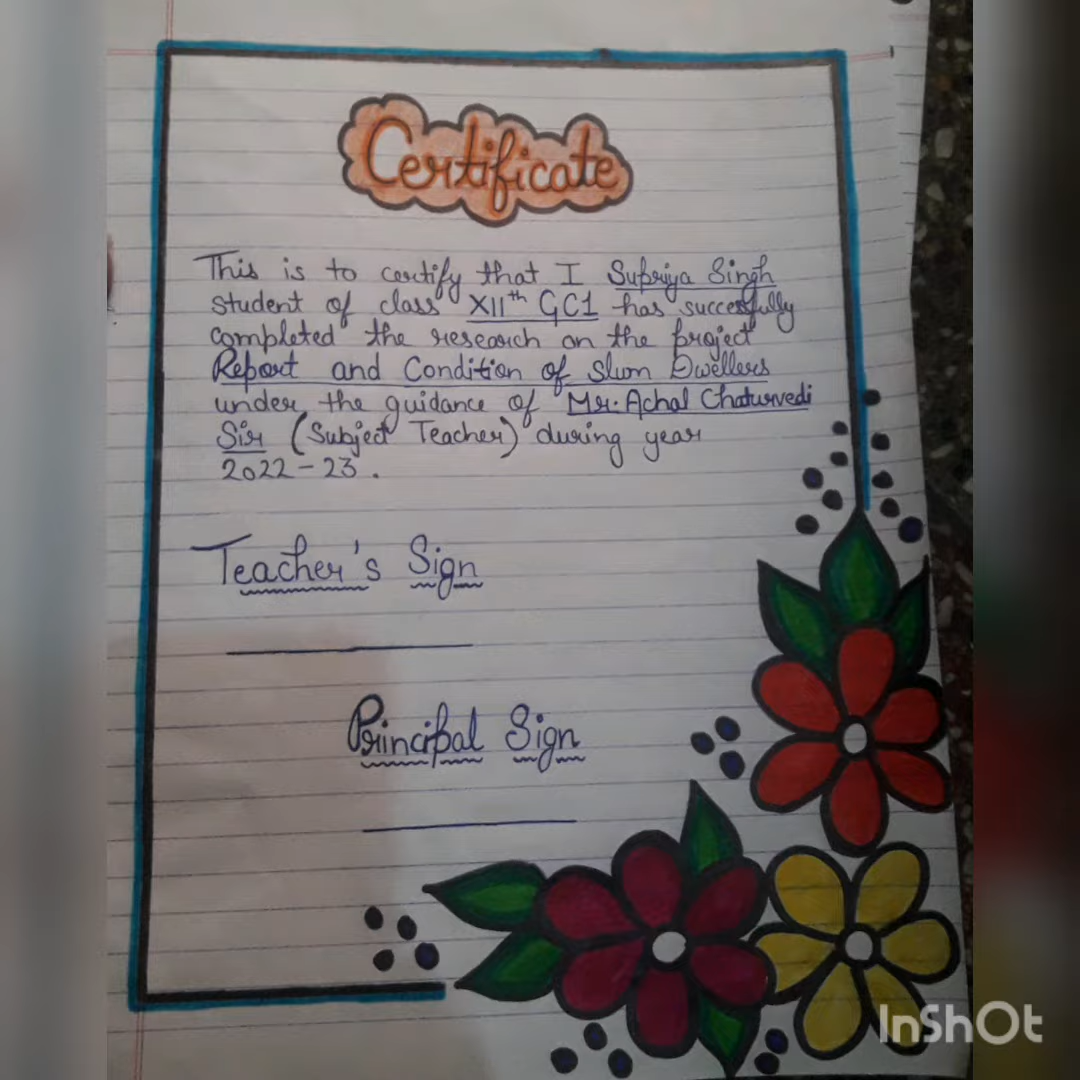 Certificate
This is to certify that I Supriya Singh
student of class XIIth GC1 has successfully
completed the research on the project
Report and Condition of Slum Dwellers
under the guidance of Mr. Achal Chaturvedi
Sir (Subject Teacher) during year
2022-23.
Teacher's Sign
Principal Sign
InShOt